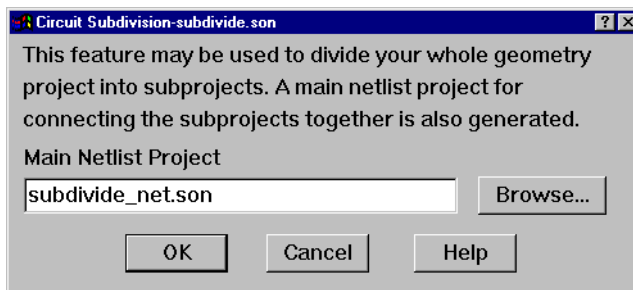 Circuit Subdivision-subdivide.son
This feature may be used to divide your whole geometry
project into subprojects. A main netlist project for
connecting the subprojects together is also generated.
Main Netlist Project
subdivide_net.son Browse...
OK Cancel Help